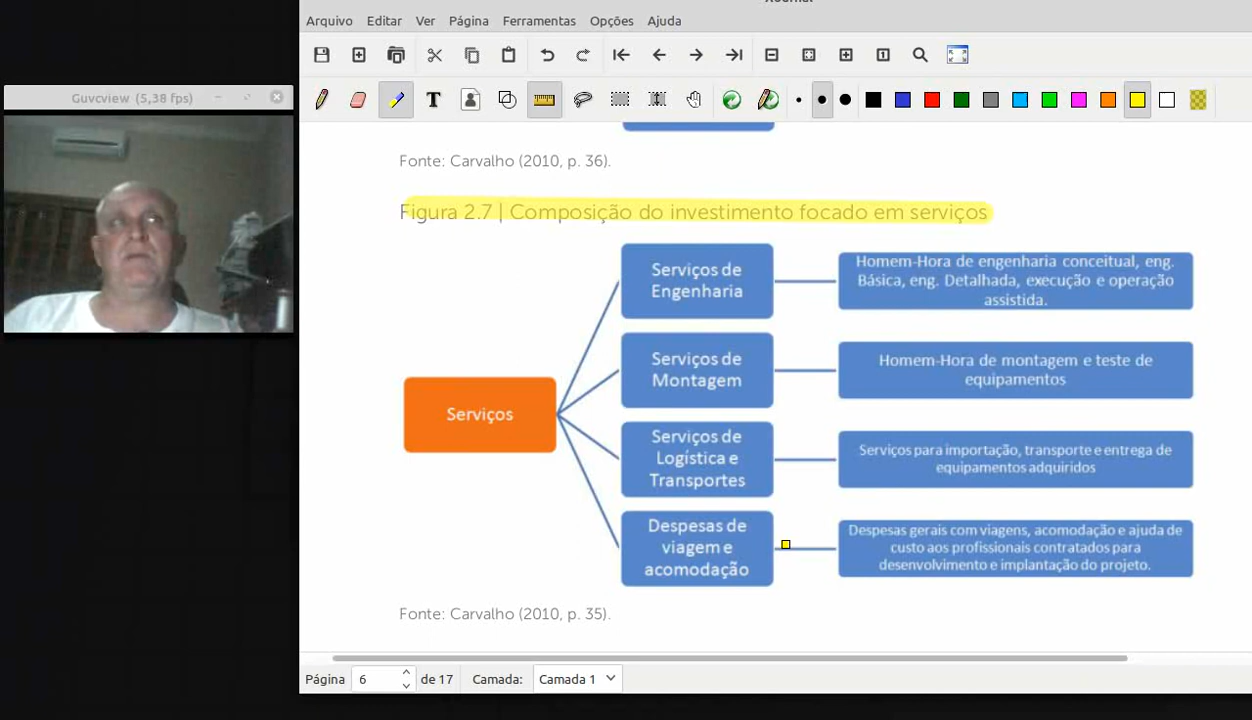 Arquivo Editar Ver Página Ferramentas Opções Ajuda
Guvcview (5,38 fps)
Fonte: Carvalho (2010, p. 36).
Figura 2.7 | Composição do investimento focado em serviços
Serviços
Serviços de
Engenharia
Homem-Hora de engenharia conceitual, eng.
Básica, eng. Detalhada, execução e operação
assistida.
Serviços de
Montagem
Homem-Hora de montagem e teste de
equipamentos
Serviços de
Logística e
Transportes
Serviços para importação, transporte e entrega de
equipamentos adquiridos
Despesas de
viagem e
acomodação
Despesas gerais com viagens, acomodação e ajuda de
custo aos profissionais contratados para
desenvolvimento e implantação do projeto.
Fonte: Carvalho (2010, p. 35).
Página 6 de 17 Camada: Camada 1